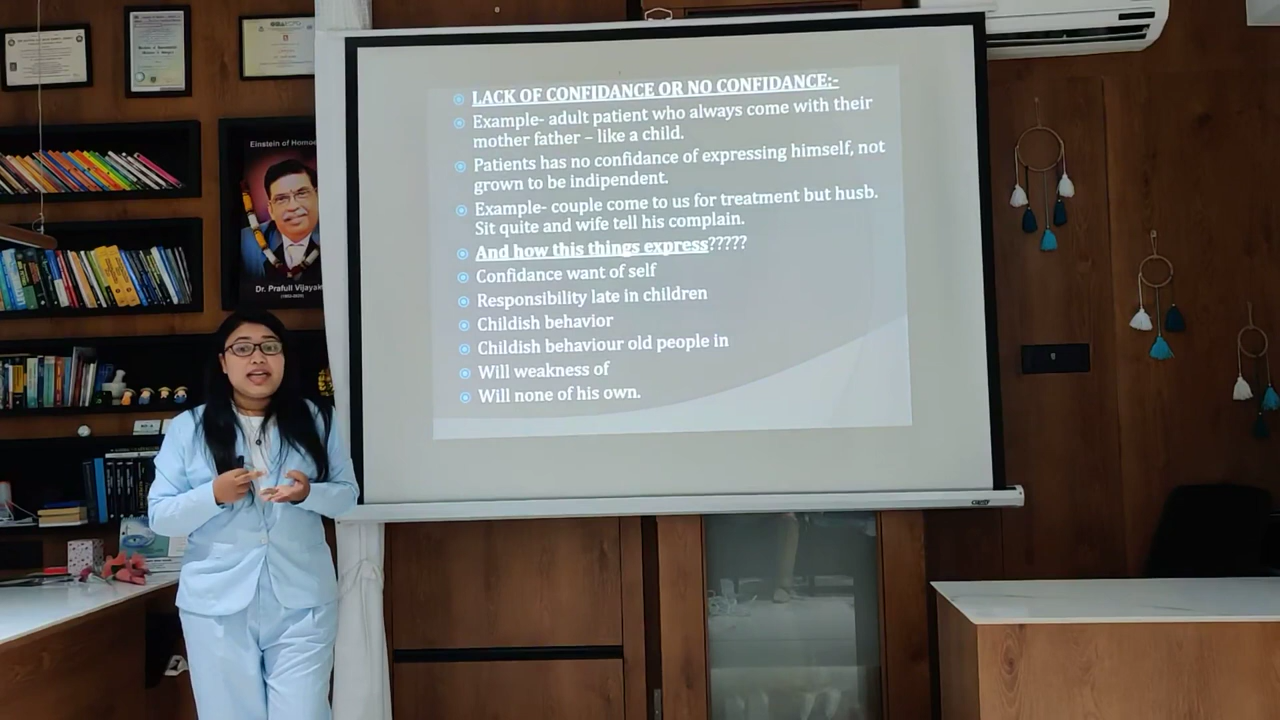 LACK OF CONFIDANCE OR NO CONFIDANCE:-
Example- adult patient who always come with their
mother father – like a child.
Patients has no confidance of expressing himself, not
grown to be indipendent.
Example- couple come to us for treatment but husb.
Sit quite and wife tell his complain.
And how this things express?????
Confidance want of self
Responsibility late in children
Childish behavior
Childish behaviour old people in
Will weakness of
Will none of his own.
Einstein of Homoe
Dr. Prafull Vijayak